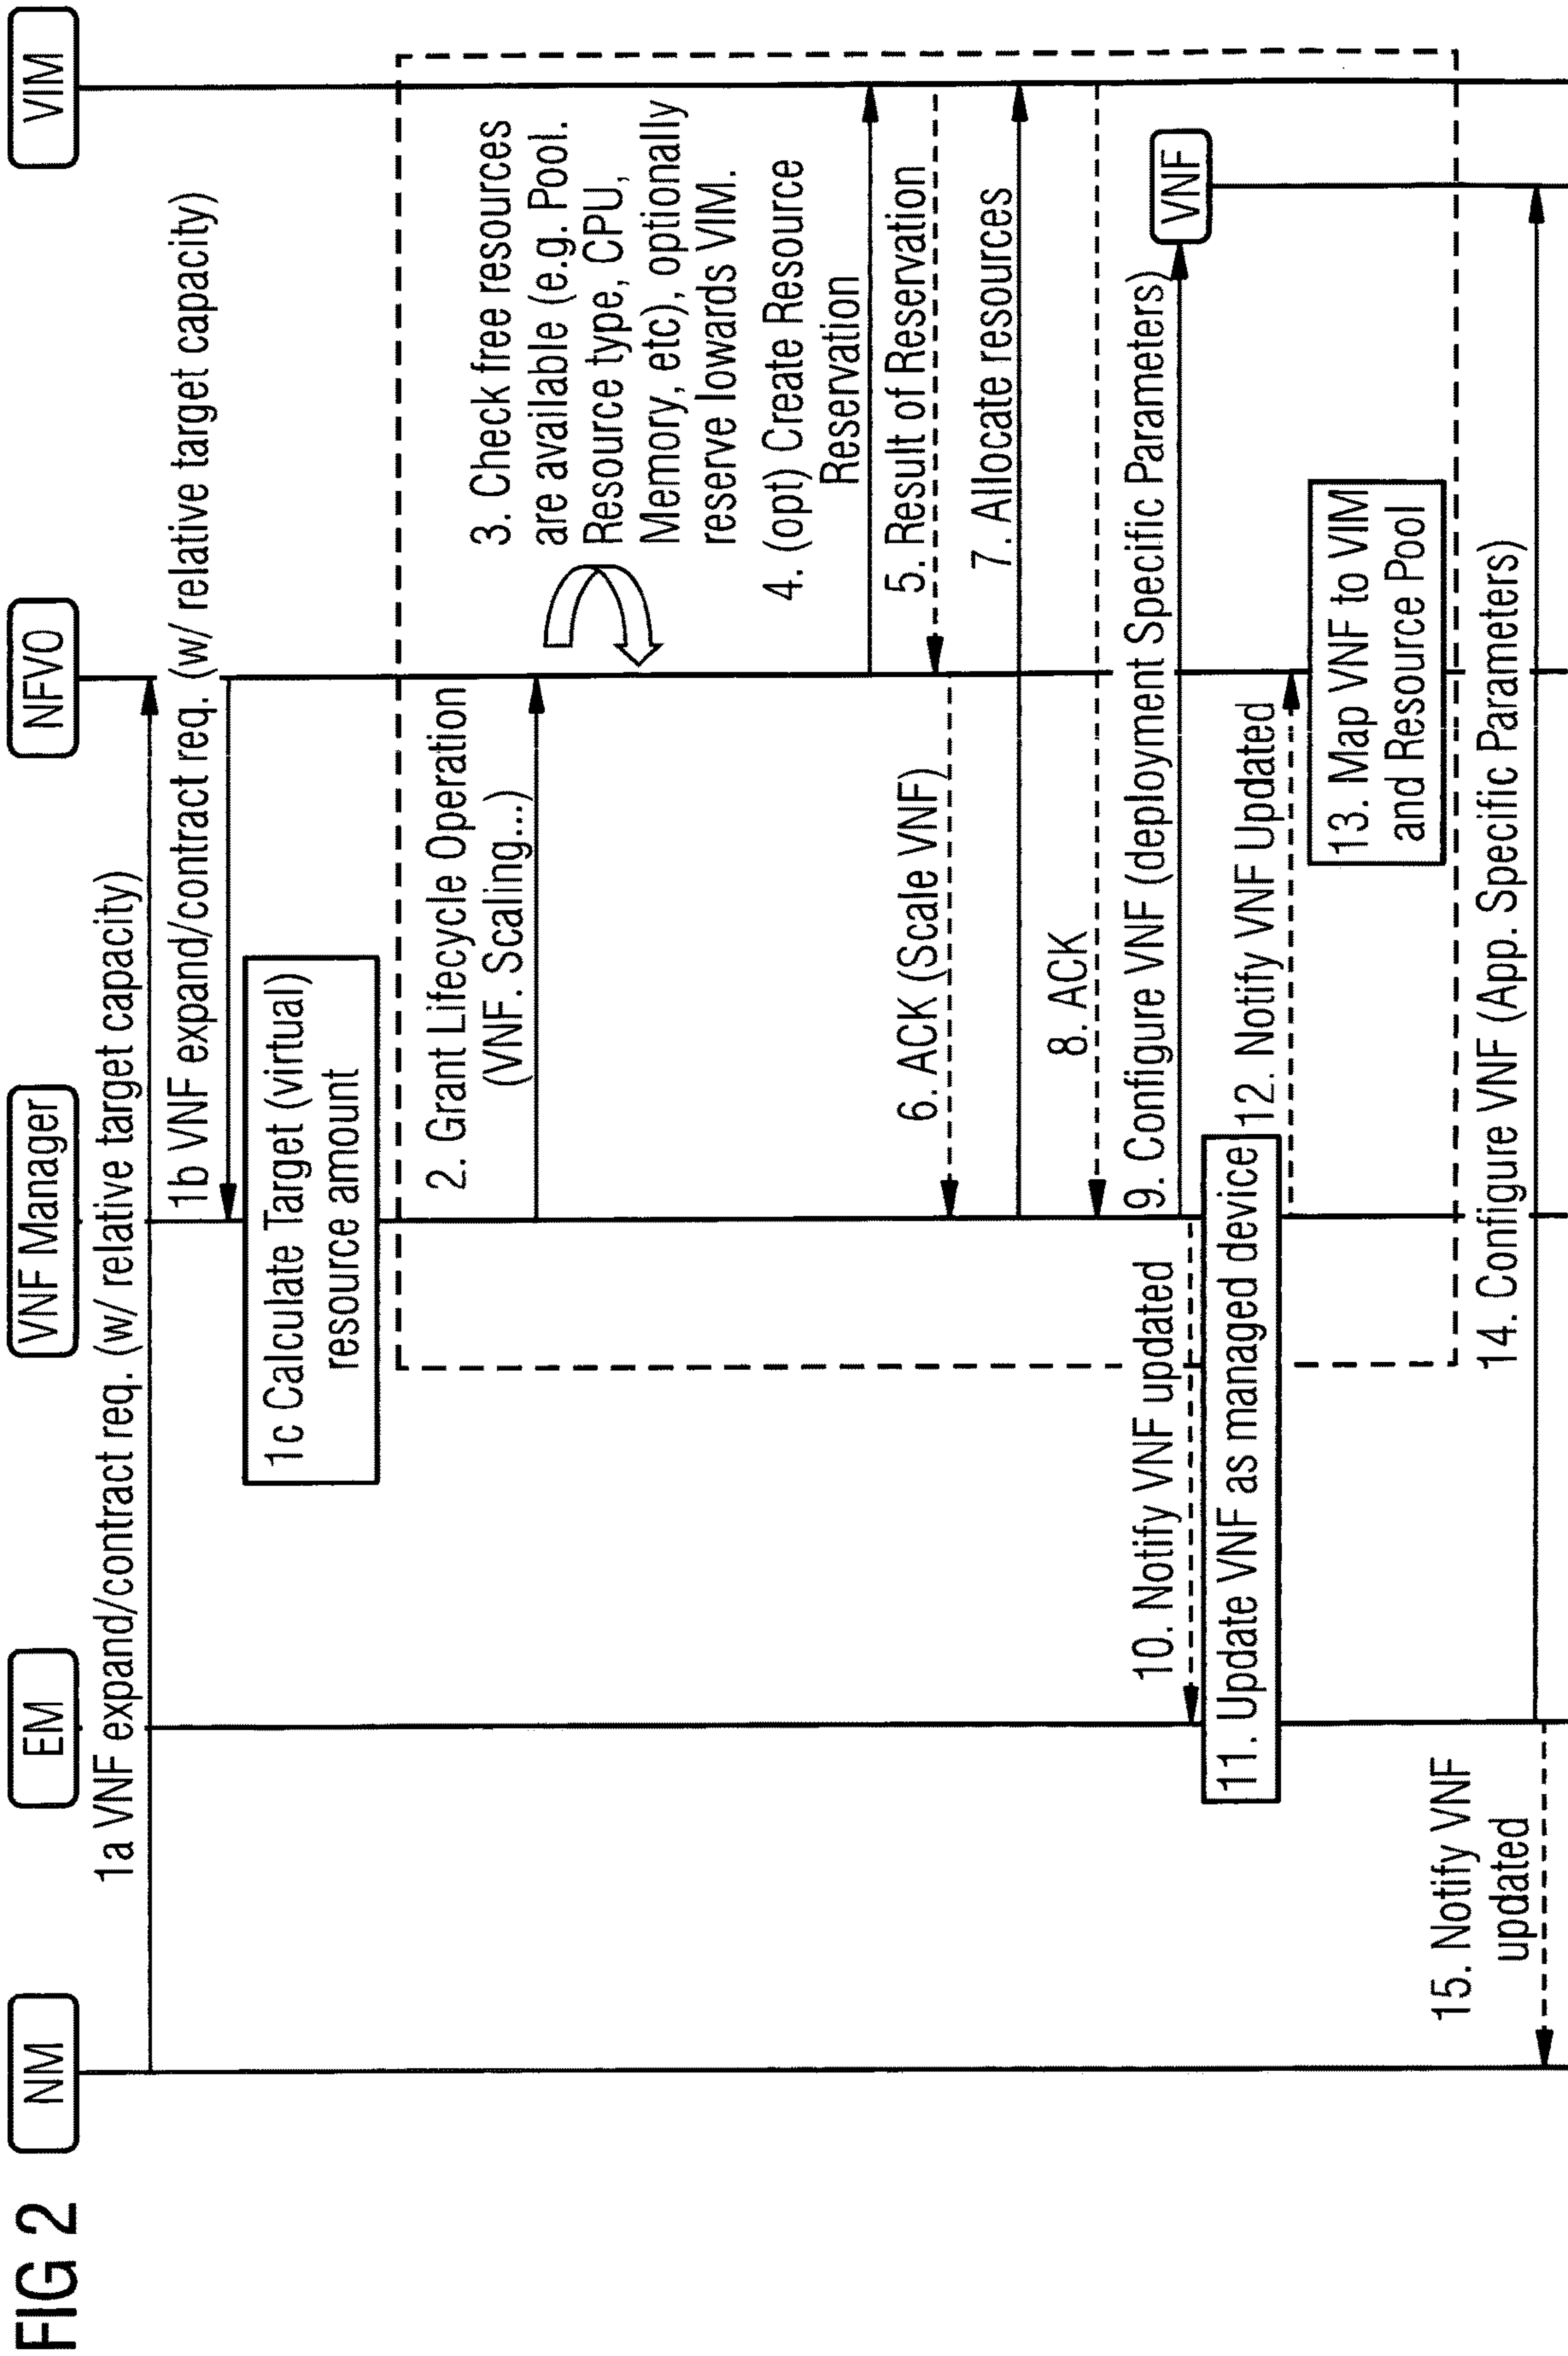 FIG 2
NM
EM
VNF Manager
NFVO
VIM
1a VNF expand/contract req. (w/ relative target capacity)
1b VNF expand/contract req. (w/ relative target capacity)
1c Calculate Target (virtual)
resource amount
2. Grant Lifecycle Operation
(VNF. Scaling...)
3. Check free resources
are available (e.g. Pool.
Resource type, CPU,
Memory, etc), optionally
reserve lowards VIM.
4. (opt) Create Resource
Reservation
5. Result of Reservation
6. ACK (Scale VNF)
7. Allocate resources
8. ACK
9. Configure VNF (deployment Specific Parameters)
VNF
10. Notify VNF updated
11. Update VNF as managed device
12. Notify VNF Updated
13. Map VNF to VIM
and Resource Pool
14. Configure VNF (App. Specific Parameters)
15. Notify VNF
updated